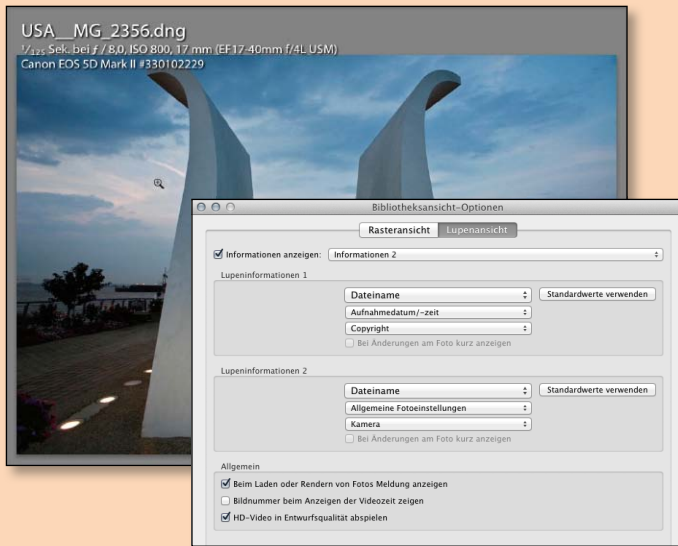 USA__MG_2356.dng
1/125 Sek. bei f / 8,0, ISO 800, 17 mm (EF17-40mm f/4L USM)
Canon EOS 5D Mark II #330102229
Bibliotheksansicht-Optionen
Rasteransicht Lupenansicht
Informationen anzeigen: Informationen 2
Lupeninformationen 1
Dateiname Standardwerte verwenden
Aufnahmedatum/-zeit
Copyright
Bei Änderungen am Foto kurz anzeigen
Lupeninformationen 2
Dateiname Standardwerte verwenden
Allgemeine Fotoeinstellungen
Kamera
Bei Änderungen am Foto kurz anzeigen
Allgemein
Beim Laden oder Rendern von Fotos Meldung anzeigen
Bildnummer beim Anzeigen der Videozeit zeigen
HD-Video in Entwurfsqualität abspielen